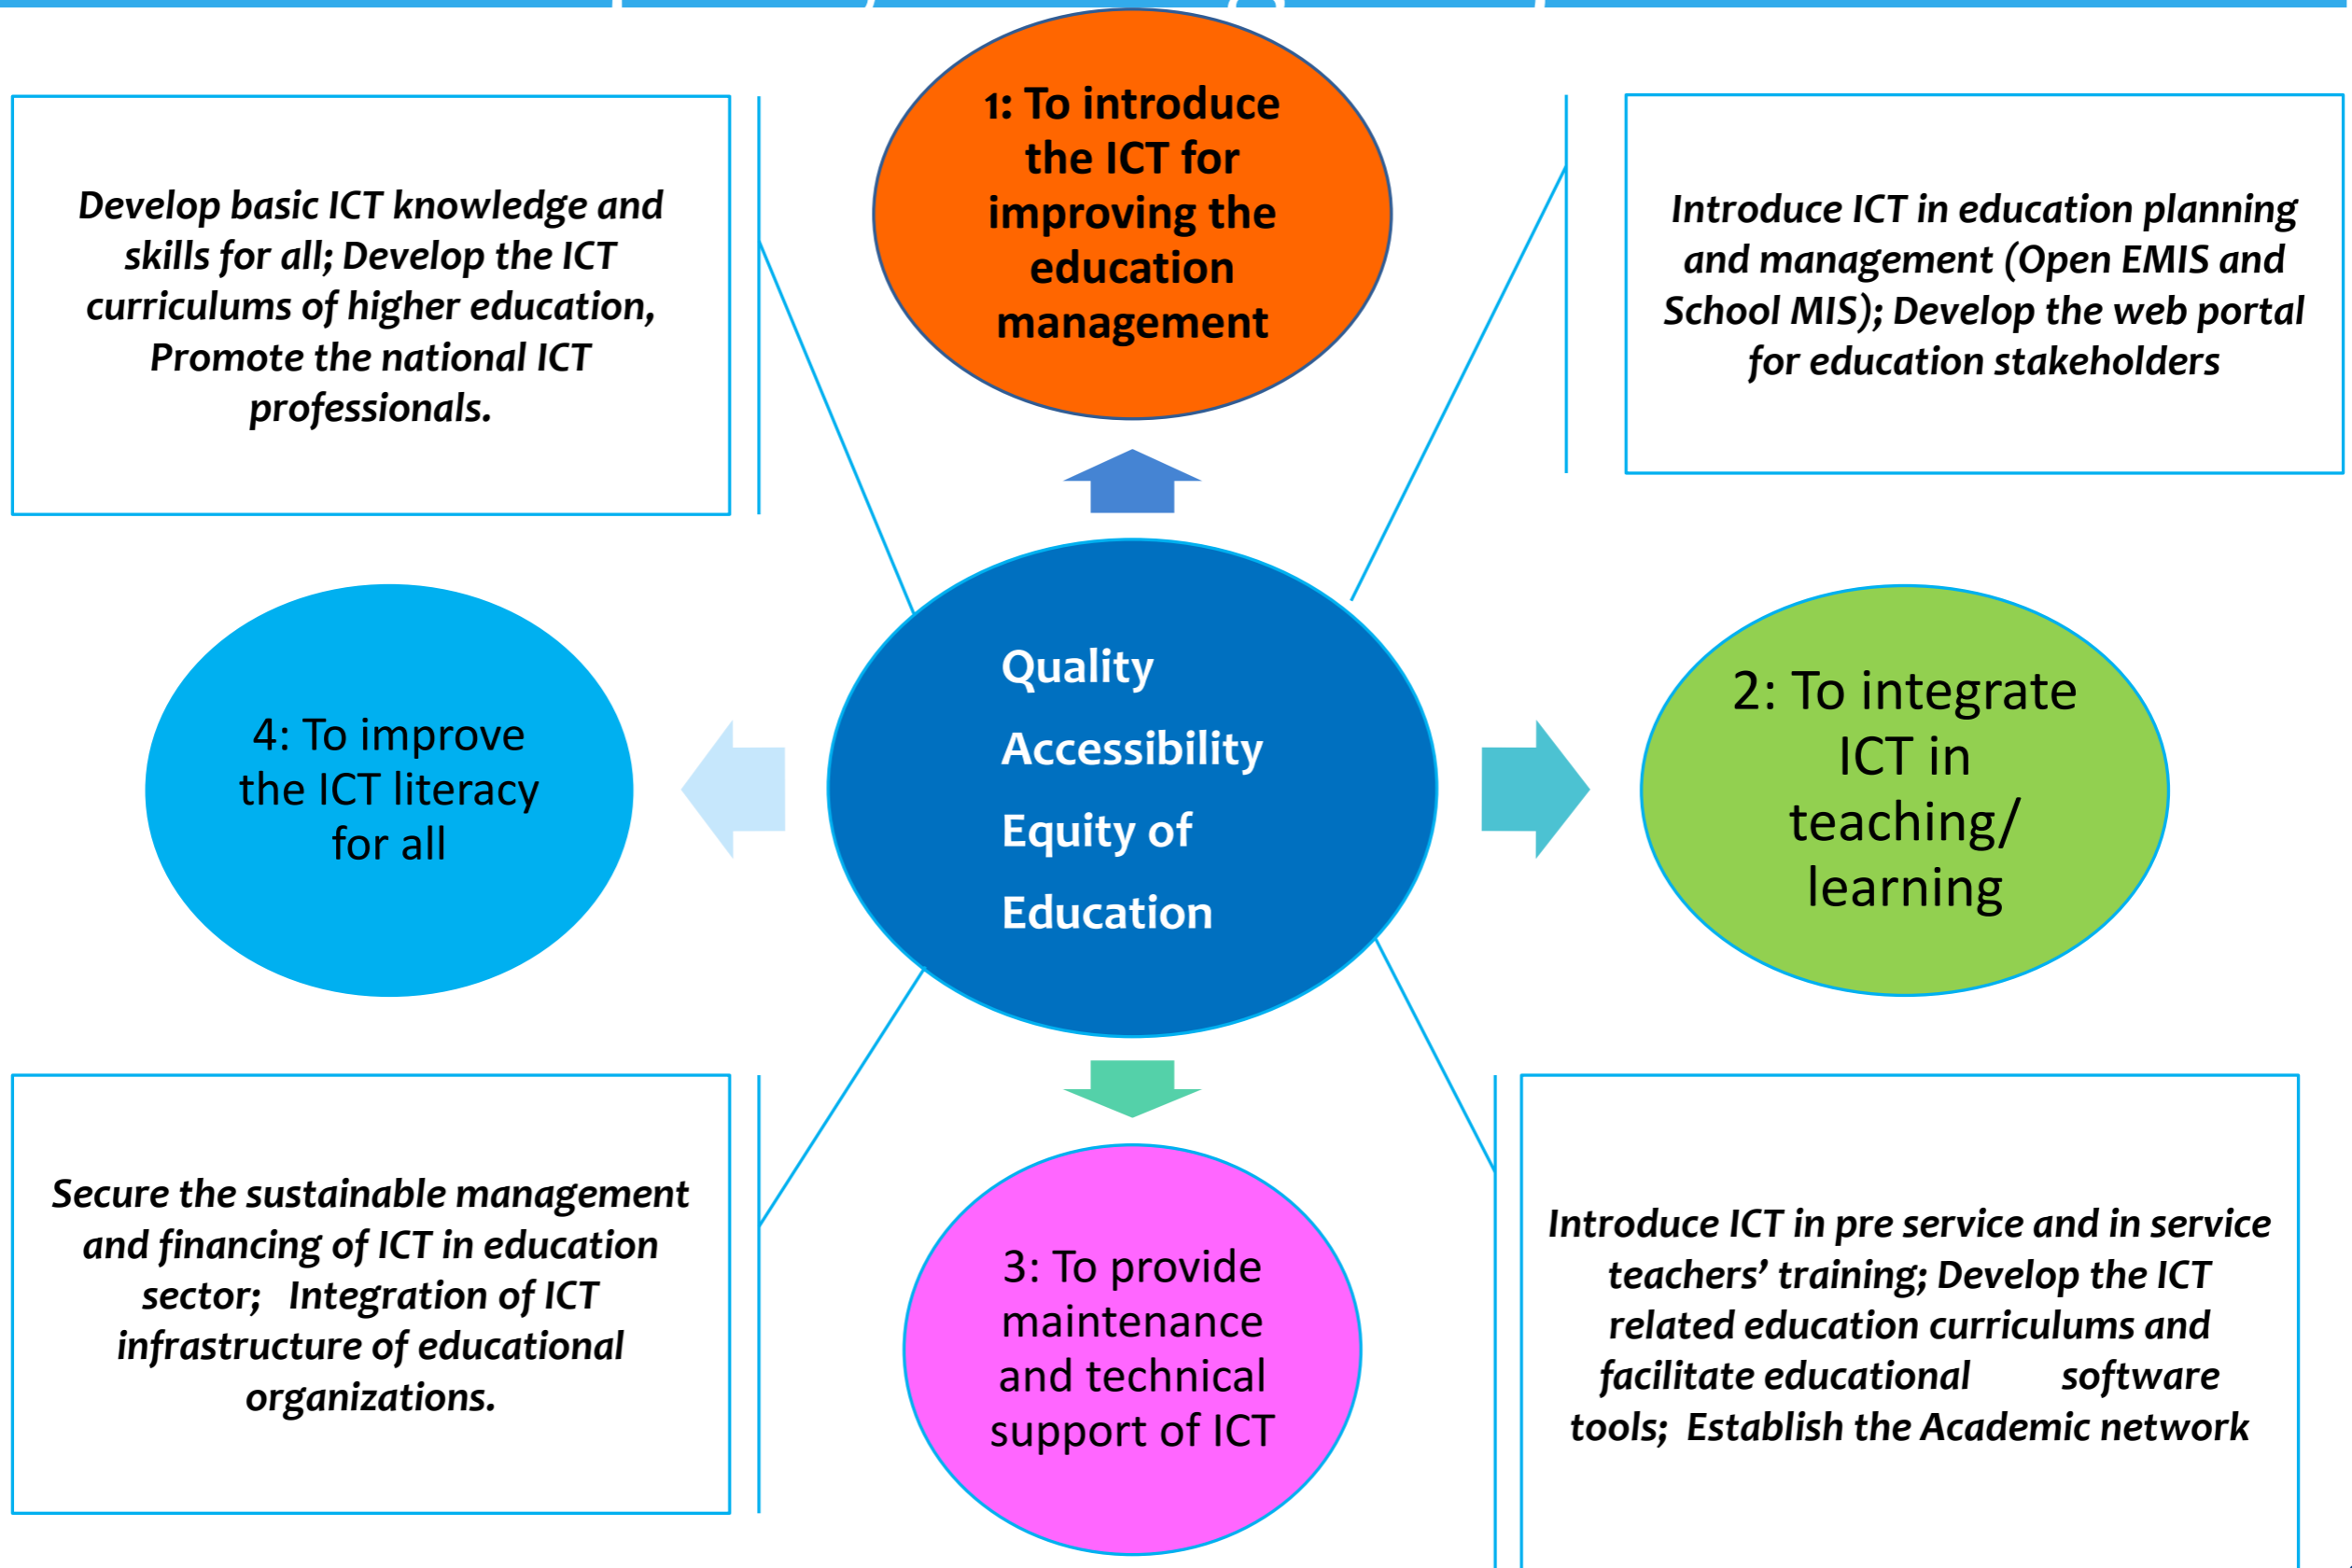 1: To introduce
the ICT for
improving the
education
management
Develop basic ICT knowledge and
skills for all; Develop the ICT
curriculums of higher education,
Promote the national ICT
professionals.
Introduce ICT in education planning
and management (Open EMIS and
School MIS); Develop the web portal
for education stakeholders
4: To improve
the ICT literacy
for all
Quality
Accessibility
Equity of
Education
2: To integrate
ICT in
teaching/
learning
Secure the sustainable management
and financing of ICT in education
sector;   Integration of ICT
infrastructure of educational
organizations.
3: To provide
maintenance
and technical
support of ICT
Introduce ICT in pre service and in service
teachers’ training; Develop the ICT
related education curriculums and
facilitate educational        software
tools;  Establish the Academic network